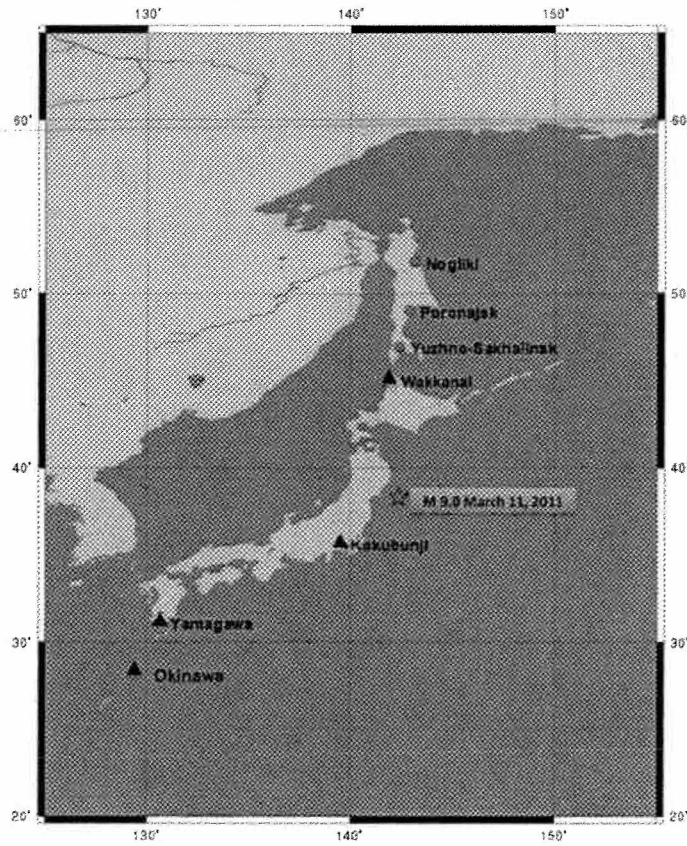 130° 140° 150°
60° 60°
Nogliki
50° 50°
Poronajsk
Yuzhno-Sakhalinsk
Wakkanai
40° 40°
M 9.0 March 11, 2011
Kokubunji
Yamagawa
30° 30°
Okinawa
20° 20°
130° 140° 150°